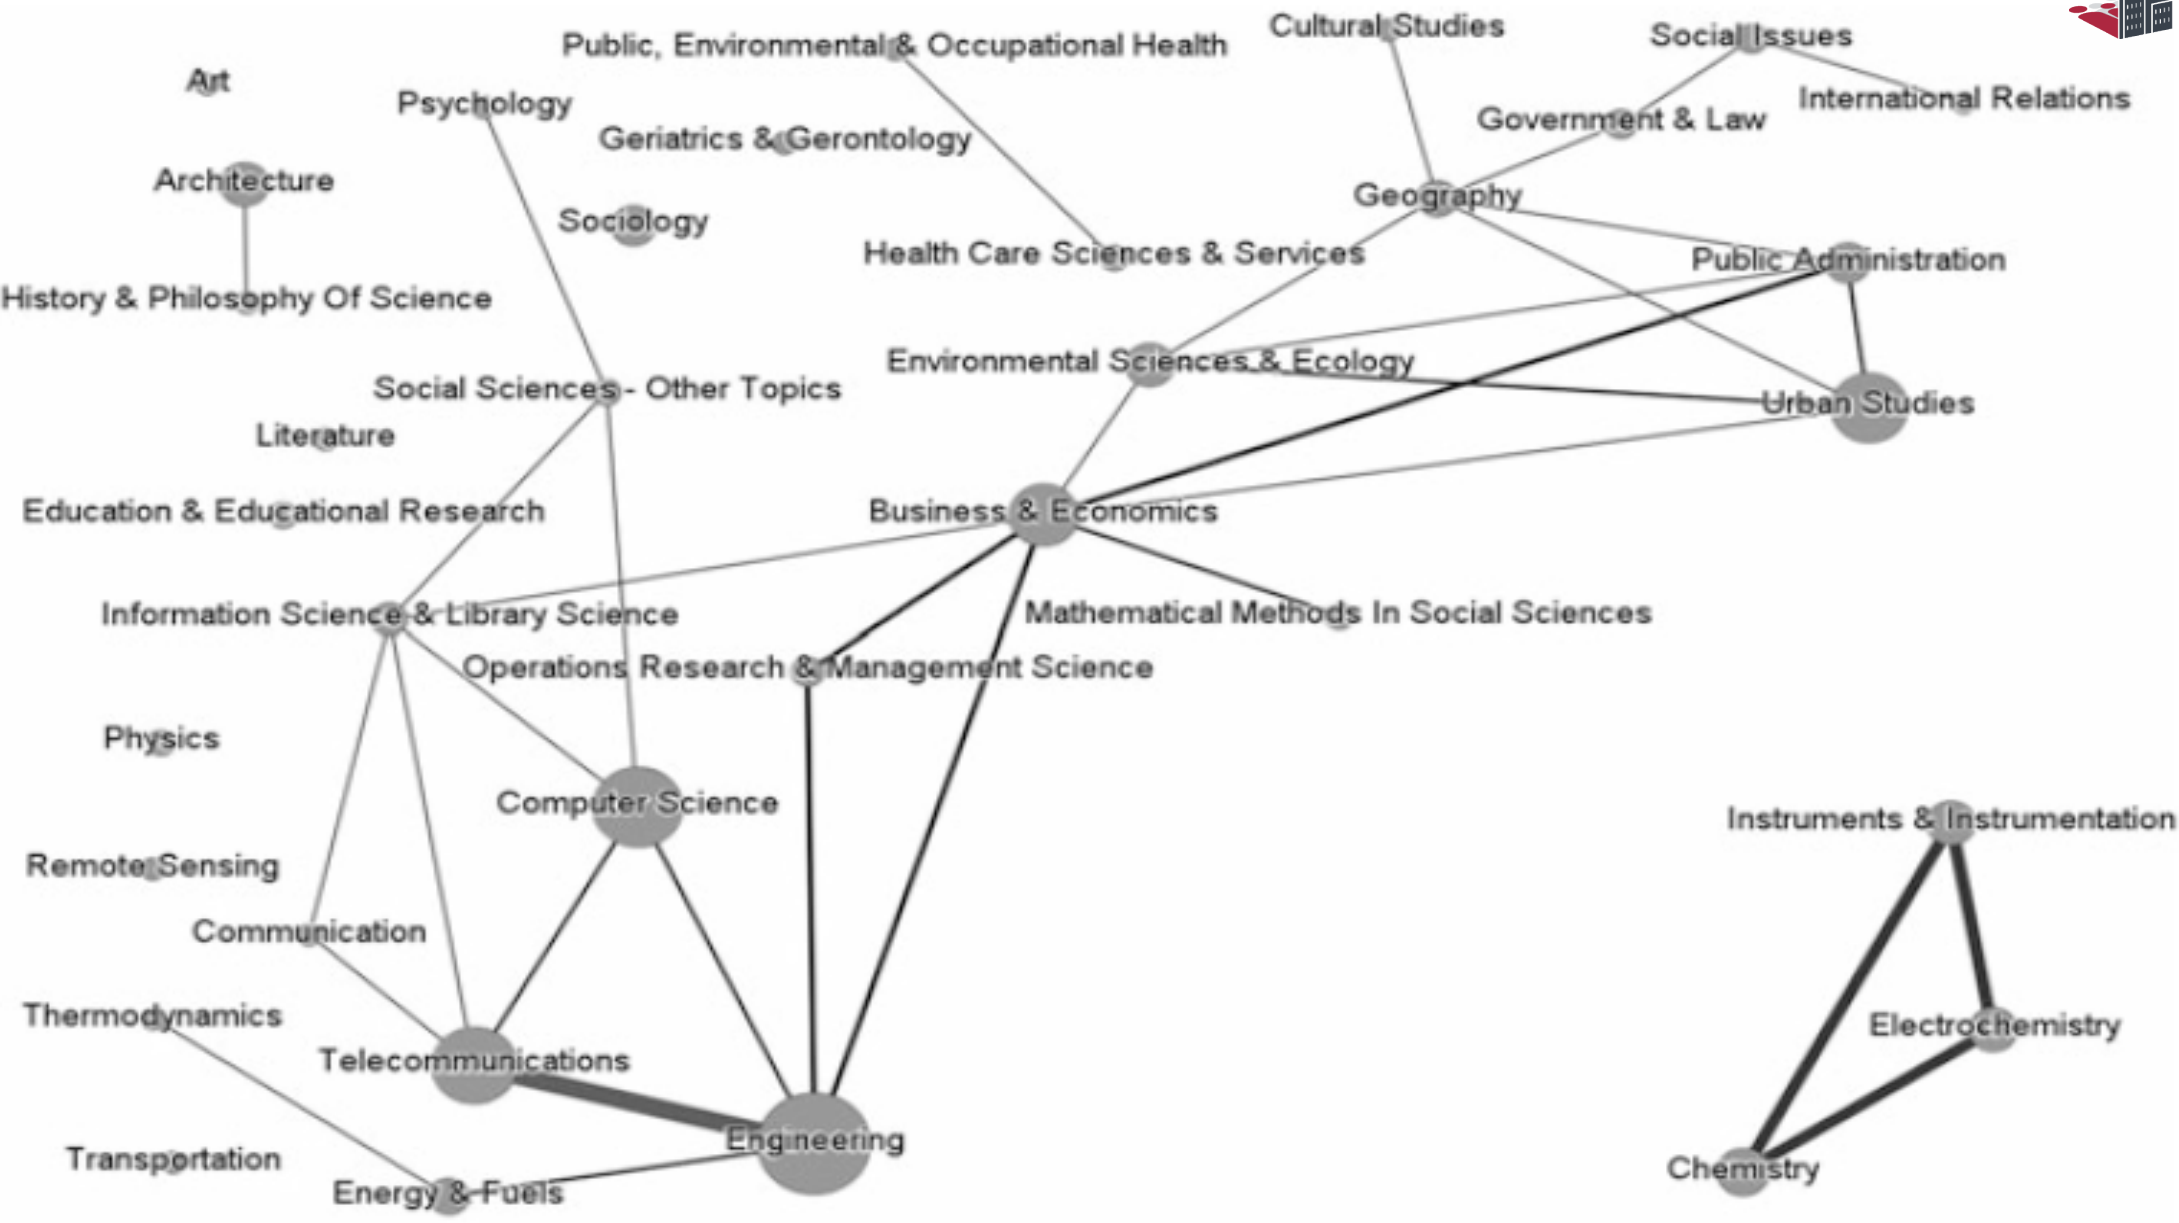 Cultural Studies
Social Issues
Public, Environmental & Occupational Health
Art
Psychology
International Relations
Government & Law
Geriatrics & Gerontology
Architecture
Geography
Sociology
Health Care Sciences & Services
Public Administration
History & Philosophy Of Science
Environmental Sciences & Ecology
Social Sciences - Other Topics
Urban Studies
Literature
Education & Educational Research
Business & Economics
Information Science & Library Science
Mathematical Methods In Social Sciences
Operations Research & Management Science
Physics
Computer Science
Instruments & Instrumentation
Remote Sensing
Communication
Thermodynamics
Electrochemistry
Telecommunications
Engineering
Transportation
Chemistry
Energy & Fuels